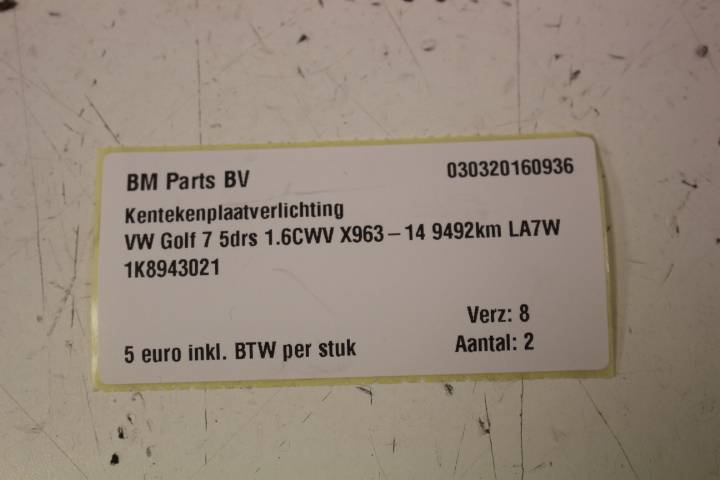 BM Parts BV 030320160936
Kentekenplaatverlichting
VW Golf 7 5drs 1.6CWV X963-14 9492km LA7W
1K8943021
Verz: 8
5 euro inkl. BTW per stuk Aantal: 2